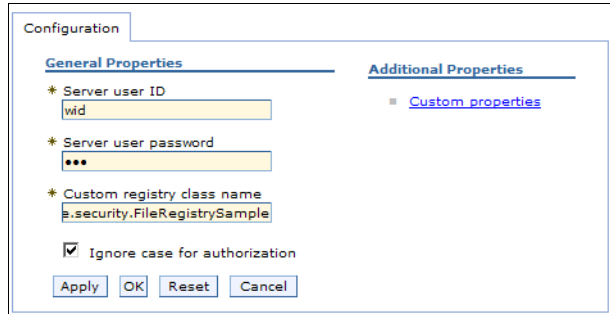 Configuration
General Properties
Additional Properties
* Server user ID
wid
Custom properties
* Server user password
•••
* Custom registry class name
e.security.FileRegistrySample
Ignore case for authorization
Apply OK Reset Cancel